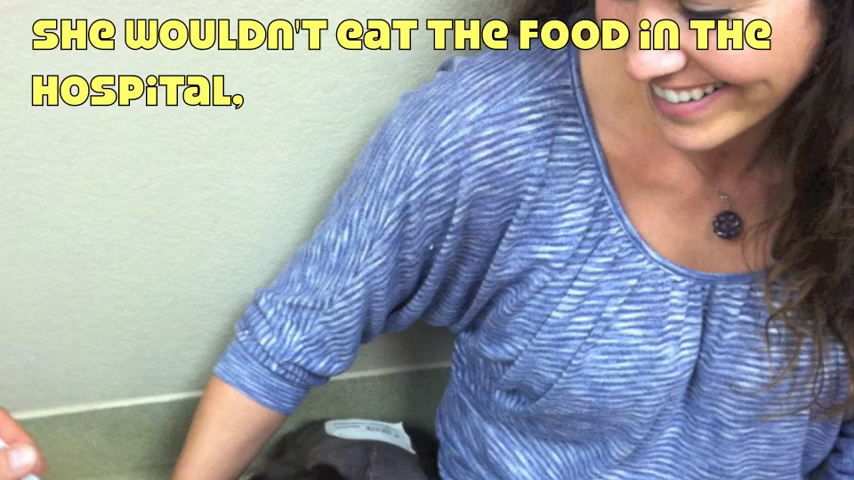 She wouldn't eat the food in the
hospital,